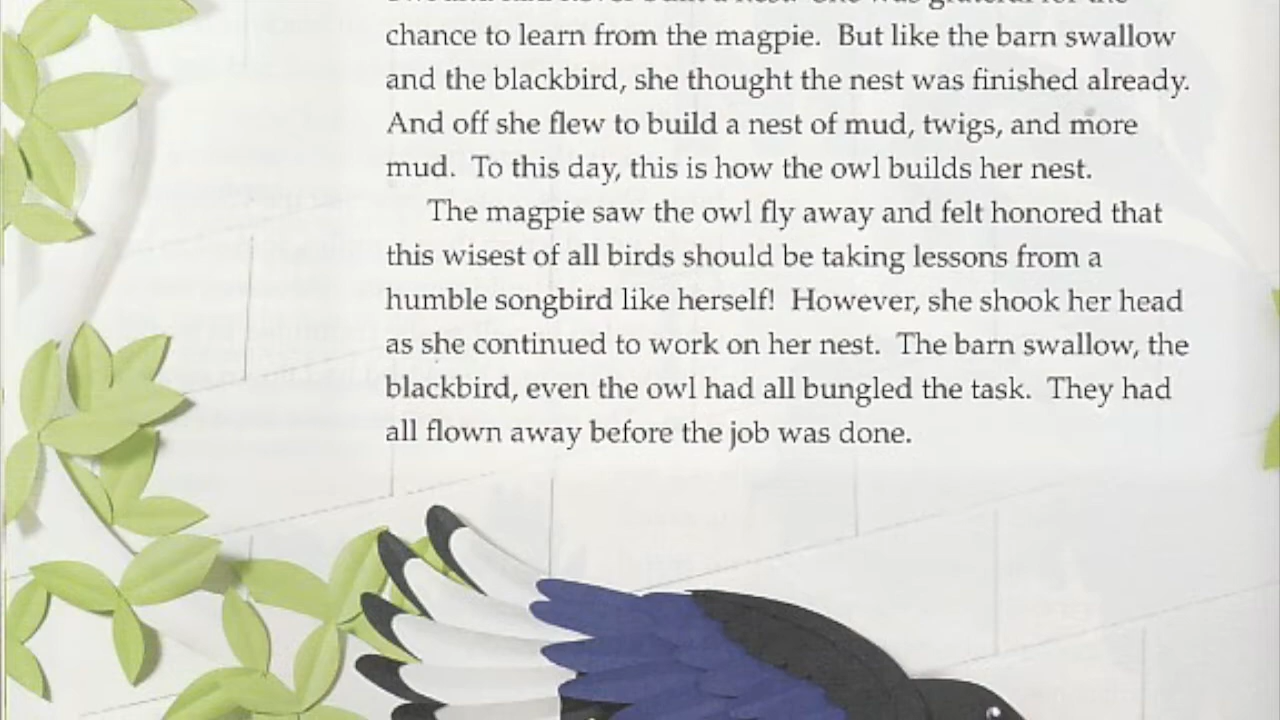 chance to learn from the magpie. But like the barn swallow
and the blackbird, she thought the nest was finished already.
And off she flew to build a nest of mud, twigs, and more
mud. To this day, this is how the owl builds her nest.
The magpie saw the owl fly away and felt honored that
this wisest of all birds should be taking lessons from a
humble songbird like herself! However, she shook her head
as she continued to work on her nest. The barn swallow, the
blackbird, even the owl had all bungled the task. They had
all flown away before the job was done.